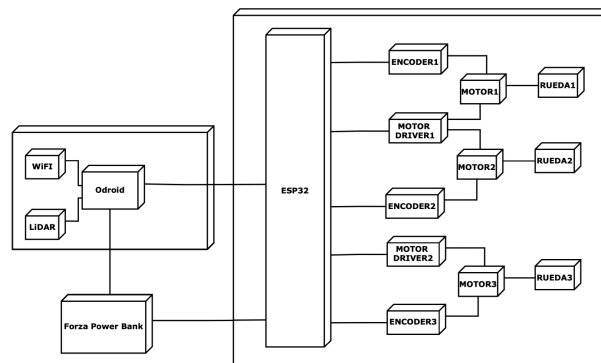 ENCODER1
MOTOR1
RUEDA1
MOTOR
DRIVER1
WiFI
Odroid
ESP32
MOTOR2
RUEDA2
LiDAR
ENCODER2
MOTOR
DRIVER2
MOTOR3
RUEDA3
Forza Power Bank
ENCODER3